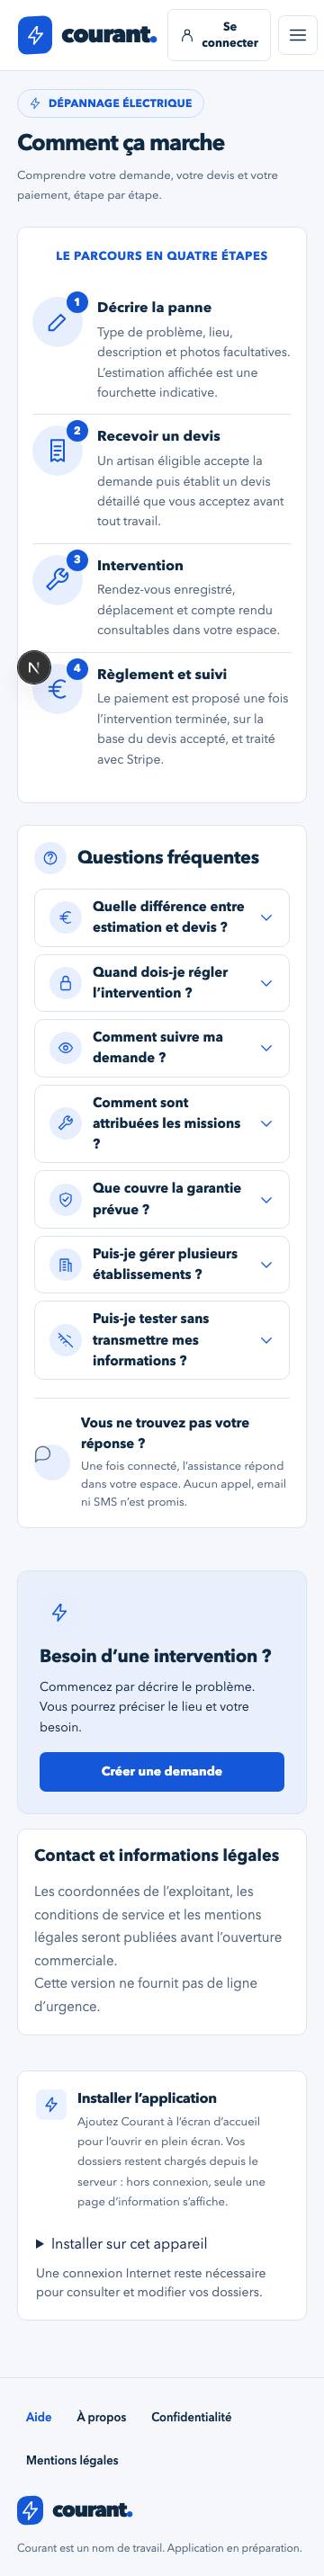 courant.
Se
connecter
DÉPANNAGE ÉLECTRIQUE
Comment ça marche
Comprendre votre demande, votre devis et votre
paiement, étape par étape.
LE PARCOURS EN QUATRE ÉTAPES
1
Décrire la panne
Type de problème, lieu,
description et photos facultatives.
L’estimation affichée est une
fourchette indicative.
2
Recevoir un devis
Un artisan éligible accepte la
demande puis établit un devis
détaillé que vous acceptez avant
tout travail.
3
Intervention
Rendez-vous enregistré,
déplacement et compte rendu
consultables dans votre espace.
N
4
Règlement et suivi
Le paiement est proposé une fois
l’intervention terminée, sur la
base du devis accepté, et traité
avec Stripe.
Questions fréquentes
Quelle différence entre
estimation et devis ?
Quand dois-je régler
l’intervention ?
Comment suivre ma
demande ?
Comment sont
attribuées les missions
?
Que couvre la garantie
prévue ?
Puis-je gérer plusieurs
établissements ?
Puis-je tester sans
transmettre mes
informations ?
Vous ne trouvez pas votre
réponse ?
Une fois connecté, l’assistance répond
dans votre espace. Aucun appel, email
ni SMS n’est promis.
Besoin d’une intervention ?
Commencez par décrire le problème.
Vous pourrez préciser le lieu et votre
besoin.
Créer une demande
Contact et informations légales
Les coordonnées de l’exploitant, les
conditions de service et les mentions
légales seront publiées avant l’ouverture
commerciale.
Cette version ne fournit pas de ligne
d’urgence.
Installer l’application
Ajoutez Courant à l’écran d’accueil
pour l’ouvrir en plein écran. Vos
dossiers restent chargés depuis le
serveur : hors connexion, seule une
page d’information s’affiche.
Installer sur cet appareil
Une connexion Internet reste nécessaire
pour consulter et modifier vos dossiers.
Aide
À propos
Confidentialité
Mentions légales
courant.
Courant est un nom de travail. Application en préparation.